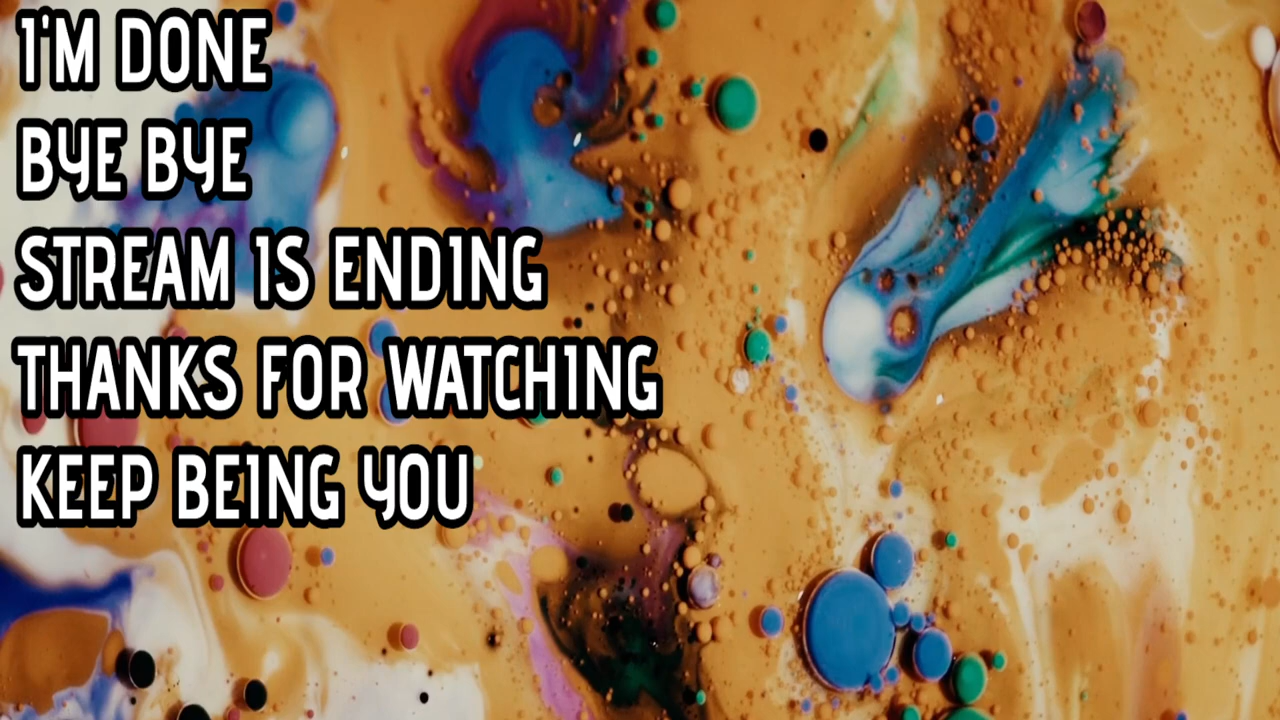 I'M DONE
BYE BYE
STREAM IS ENDING
THANKS FOR WATCHING
KEEP BEING YOU